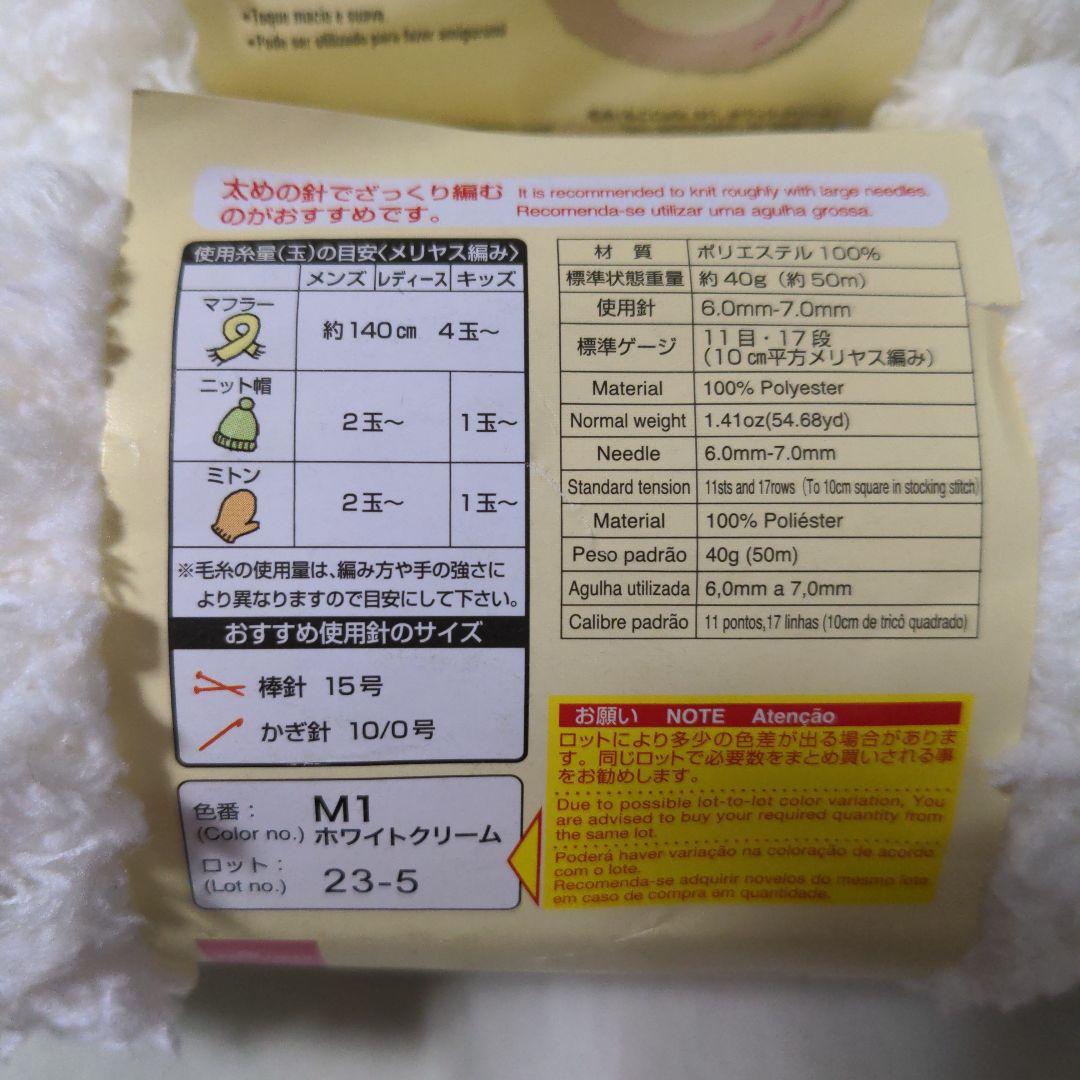 •Toque macio e suave.
•Pode ser utilizado para fazer amigurumi
太めの針でざっくり編む
のがおすすめです。
It is recommended to knit roughly with large needles.
Recomenda-se utilizar uma agulha grossa.
使用糸量(玉)の目安〈メリヤス編み〉
メンズ レディース キッズ
マフラー
約140㎝ 4玉～
ニット帽
2玉～ 1玉～
ミトン
2玉～ 1玉～
※毛糸の使用量は、編み方や手の強さに
より異なりますので目安にして下さい。
おすすめ使用針のサイズ
棒針 15号
かぎ針 10/0号
色番： M1
(Color no.) ホワイトクリーム
ロット：
(Lot no.) 23-5
材 質 ポリエステル 100%
標準状態重量 約 40g（約 50m）
使用針 6.0mm-7.0mm
標準ゲージ 11目・17段
（10㎝平方メリヤス編み）
Material 100% Polyester
Normal weight 1.41oz(54.68yd)
Needle 6.0mm-7.0mm
Standard tension 11sts and 17rows (To 10cm square in stocking stitch)
Material 100% Poliéster
Peso padrão 40g (50m)
Agulha utilizada 6,0mm a 7,0mm
Calibre padrão 11 pontos,17 linhas (10cm de tricô quadrado)
お願い NOTE Atenção
ロットにより多少の色差が出る場合がありま
す。同じロットで必要数をまとめ買いされる事
をお勧めします。
Due to possible lot-to-lot color variation, You
are advised to buy your required quantity from
the same lot.
Poderá haver variação na coloração de acordo
com o lote.
Recomenda-se adquirir novelos do mesmo lote
em caso de compra em quantidade.